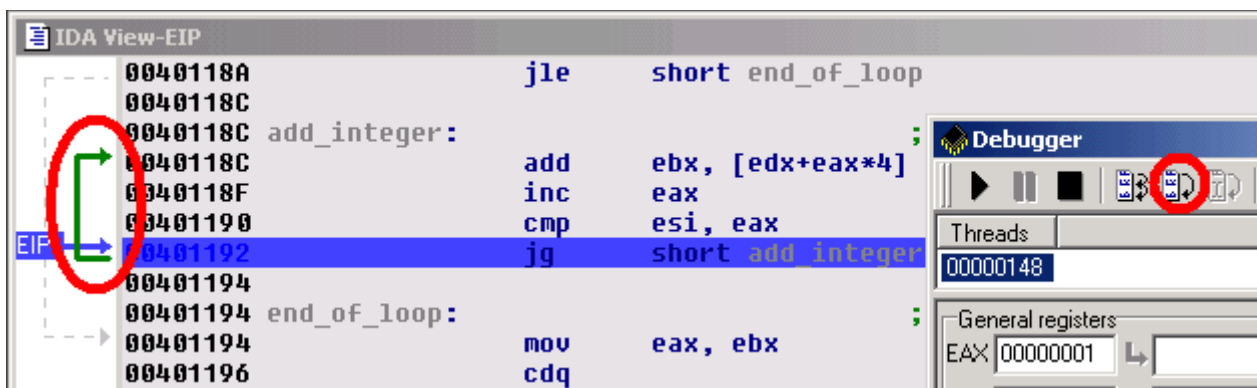 IDA View-EIP
0040118A jle short end_of_loop
0040118C
0040118C add_integer: ;
0040118C add ebx, [edx+eax*4]
0040118F inc eax
00401190 cmp esi, eax
EIP 00401192 jg short add_integer
00401194
00401194 end_of_loop: ;
00401194 mov eax, ebx
00401196 cdq
Debugger
Threads
00000148
General registers
EAX 00000001